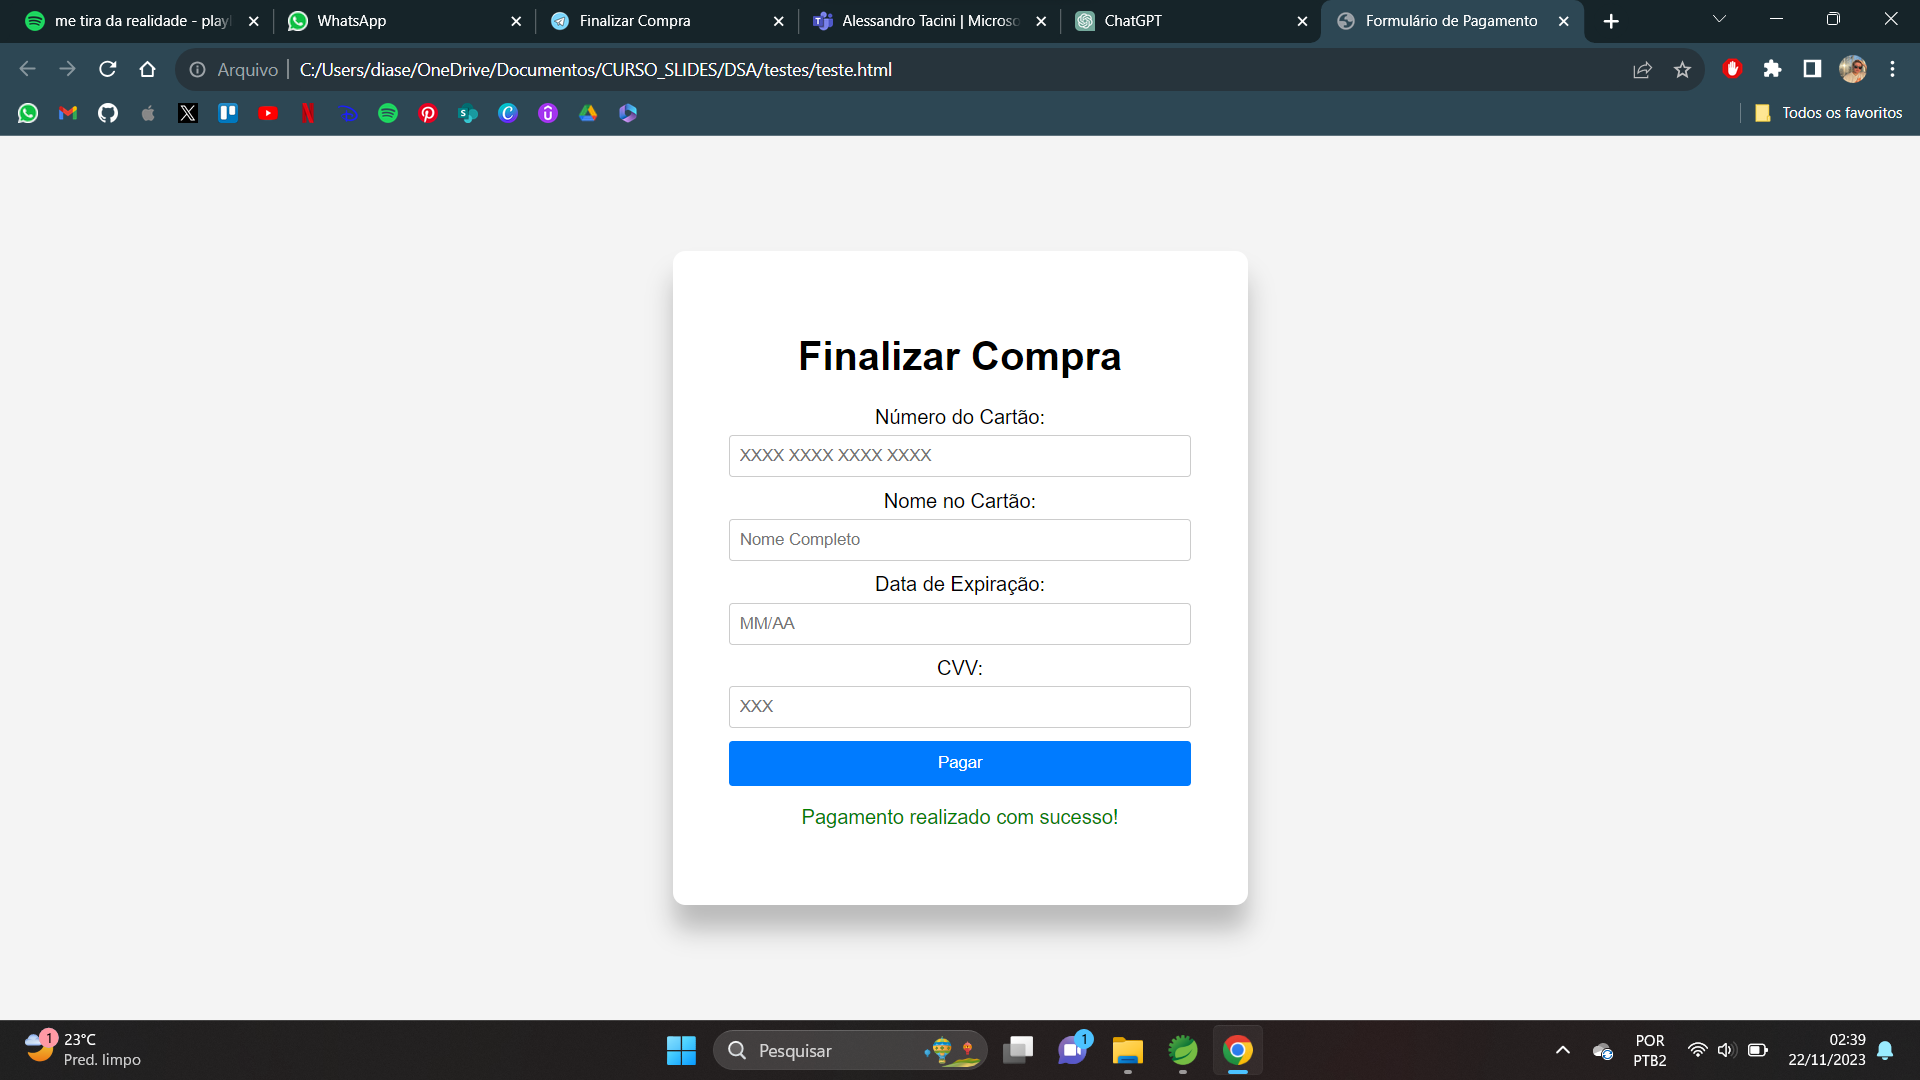 me tira da realidade - play
WhatsApp
Finalizar Compra
Alessandro Tacini | Microso
ChatGPT
Formulário de Pagamento
Arquivo
C:/Users/diase/OneDrive/Documentos/CURSO_SLIDES/DSA/testes/teste.html
Todos os favoritos
Finalizar Compra
Número do Cartão:
XXXX XXXX XXXX XXXX
Nome no Cartão:
Nome Completo
Data de Expiração:
MM/AA
CVV:
XXX
Pagar
Pagamento realizado com sucesso!
1
23°C
Pred. limpo
Pesquisar
1
POR
PTB2
02:39
22/11/2023